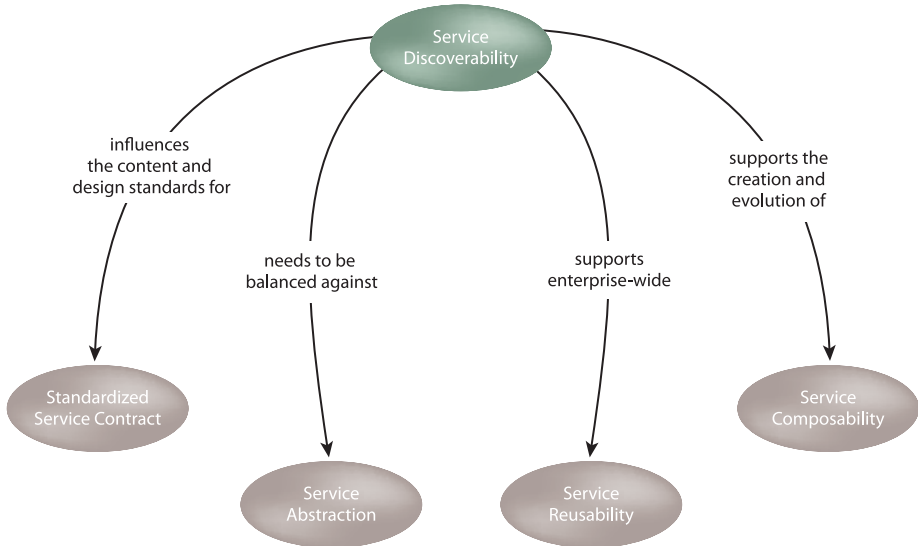 Service
Discoverability
influences
the content and
design standards for
supports the
creation and
evolution of
needs to be
balanced against
supports
enterprise-wide
Standardized
Service Contract
Service
Composability
Service
Abstraction
Service
Reusability